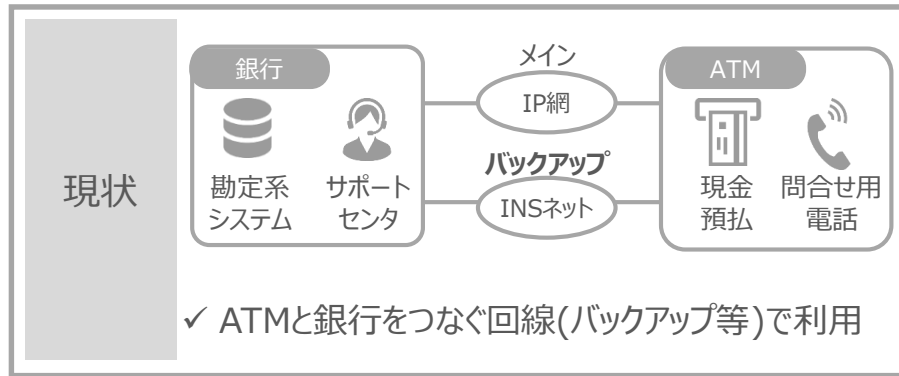 現状
銀行
勘定系
システム
サポート
センタ
メイン
IP網
バックアップ
INSネット
ATM
現金
預払
問合せ用
電話
✓ ATMと銀行をつなぐ回線(バックアップ等)で利用